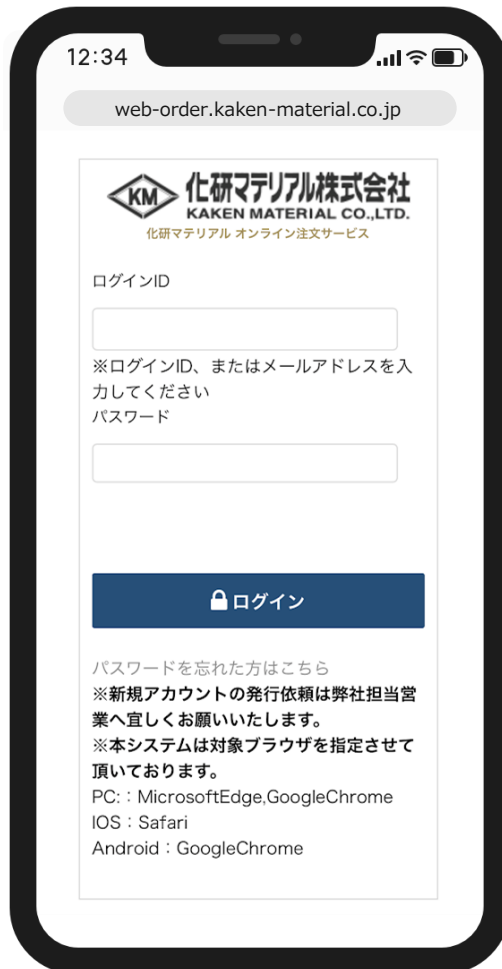 12:34
web-order.kaken-material.co.jp
KM
化研マテリアル株式会社
KAKEN MATERIAL CO.,LTD.
化研マテリアル オンライン注文サービス
ログインID
※ログインID、またはメールアドレスを入
力してください
パスワード
ログイン
パスワードを忘れた方はこちら
※新規アカウントの発行依頼は弊社担当営
業へ宜しくお願いいたします。
※本システムは対象ブラウザを指定させて
頂いております。
PC:：MicrosoftEdge,GoogleChrome
IOS：Safari
Android：GoogleChrome